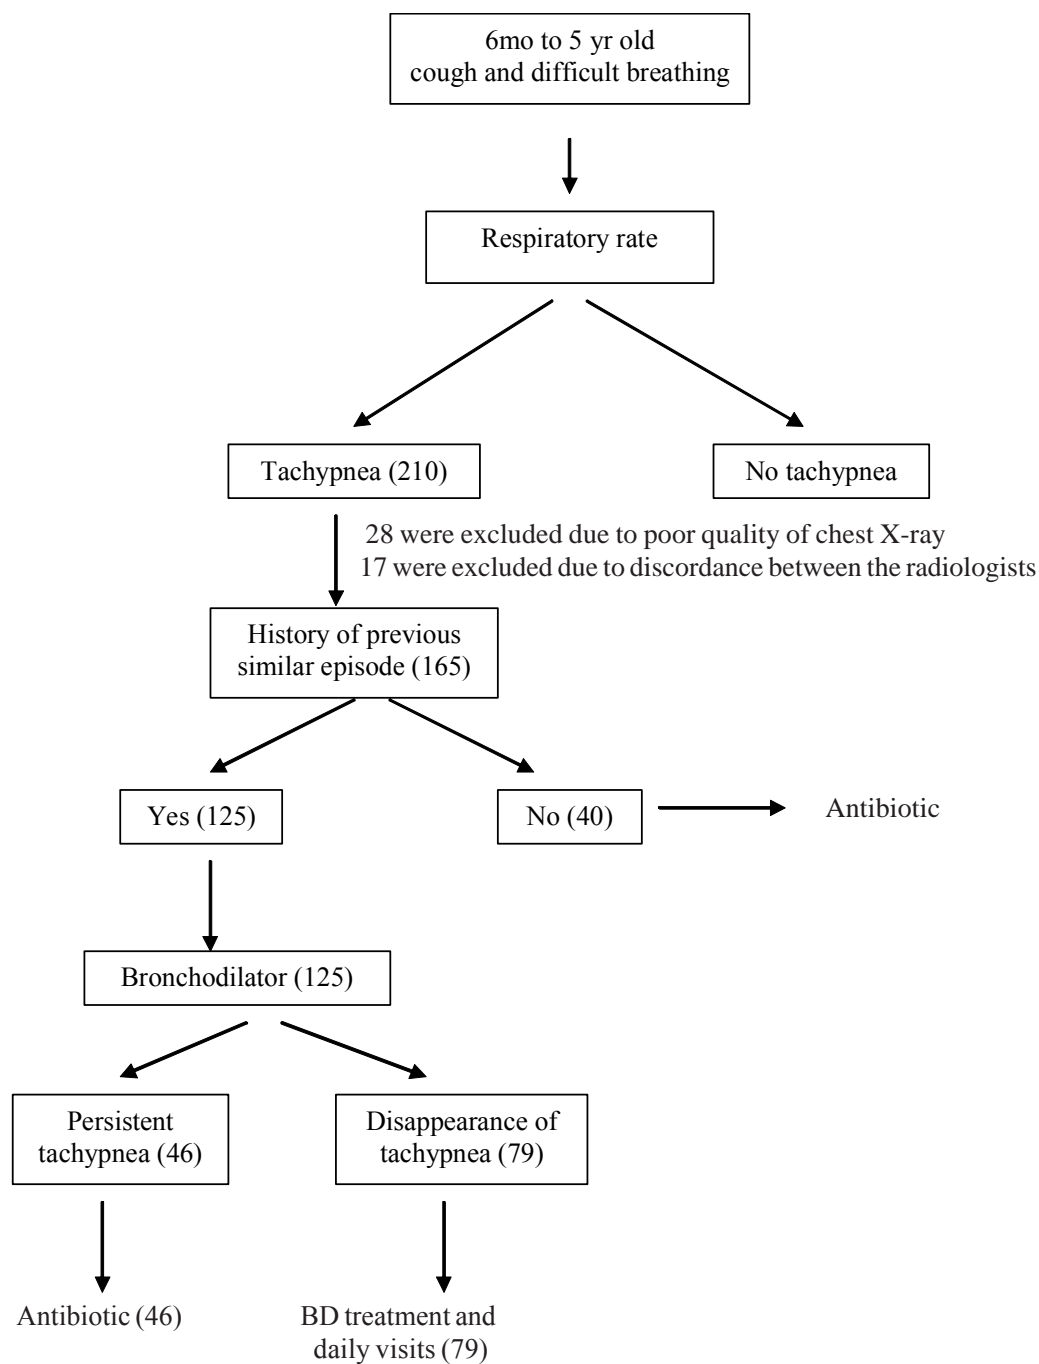 6mo to 5 yr old
cough and difficult breathing
Respiratory rate
Tachypnea (210)
No tachypnea
28 were excluded due to poor quality of chest X-ray
17 were excluded due to discordance between the radiologists
History of previous
similar episode (165)
Yes (125)
No (40)
Antibiotic
Bronchodilator (125)
Persistent
tachypnea (46)
Disappearance of
tachypnea (79)
Antibiotic (46)
BD treatment and
daily visits (79)